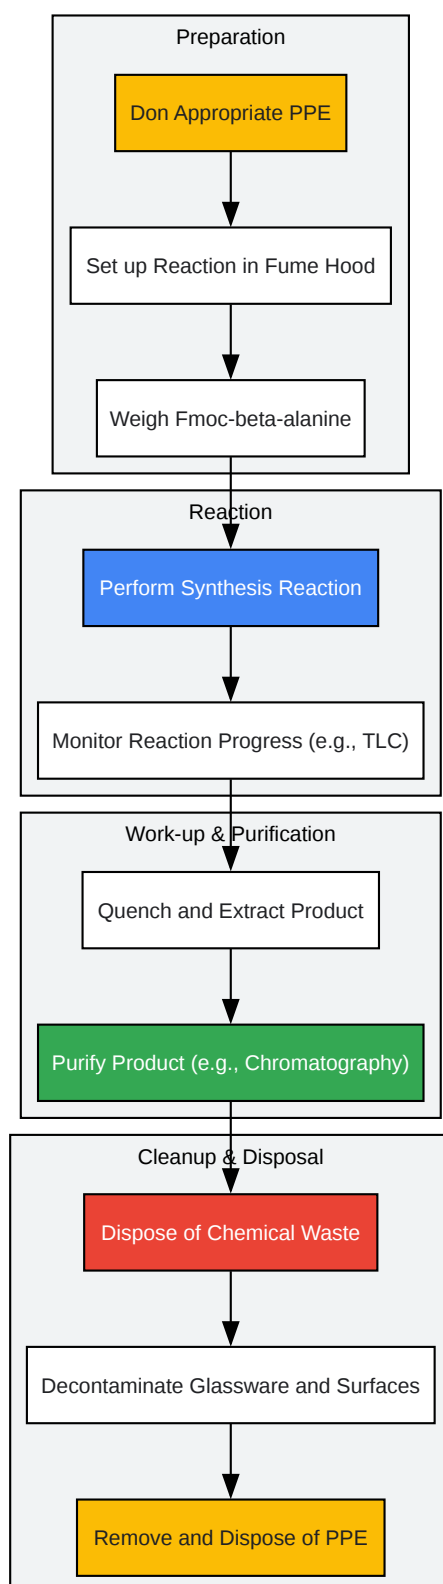 Preparation
Don Appropriate PPE
Set up Reaction in Fume Hood
Weigh Fmoc-beta-alanine
Reaction
Perform Synthesis Reaction
Monitor Reaction Progress (e.g., TLC)
Work-up & Purification
Quench and Extract Product
Purify Product (e.g., Chromatography)
Cleanup & Disposal
Dispose of Chemical Waste
Decontaminate Glassware and Surfaces
Remove and Dispose of PPE